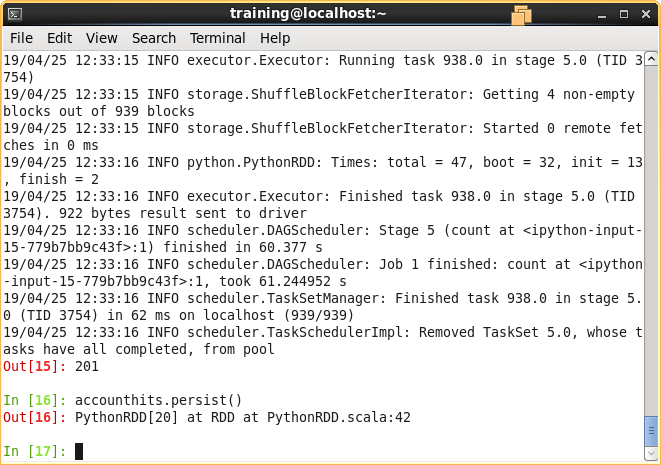 training@localhost:~
File Edit View Search Terminal Help
19/04/25 12:33:15 INFO executor.Executor: Running task 938.0 in stage 5.0 (TID 3
754)
19/04/25 12:33:15 INFO storage.ShuffleBlockFetcherIterator: Getting 4 non-empty
blocks out of 939 blocks
19/04/25 12:33:15 INFO storage.ShuffleBlockFetcherIterator: Started 0 remote fet
ches in 0 ms
19/04/25 12:33:16 INFO python.PythonRDD: Times: total = 47, boot = 32, init = 13
, finish = 2
19/04/25 12:33:16 INFO executor.Executor: Finished task 938.0 in stage 5.0 (TID
3754). 922 bytes result sent to driver
19/04/25 12:33:16 INFO scheduler.DAGScheduler: Stage 5 (count at <ipython-input-
15-779b7bb9c43f>:1) finished in 60.377 s
19/04/25 12:33:16 INFO scheduler.DAGScheduler: Job 1 finished: count at <ipython
-input-15-779b7bb9c43f>:1, took 61.244952 s
19/04/25 12:33:16 INFO scheduler.TaskSetManager: Finished task 938.0 in stage 5.
0 (TID 3754) in 62 ms on localhost (939/939)
19/04/25 12:33:16 INFO scheduler.TaskSchedulerImpl: Removed TaskSet 5.0, whose t
asks have all completed, from pool
Out[15]: 201
In [16]: accounthits.persist()
Out[16]: PythonRDD[20] at RDD at PythonRDD.scala:42
In [17]: